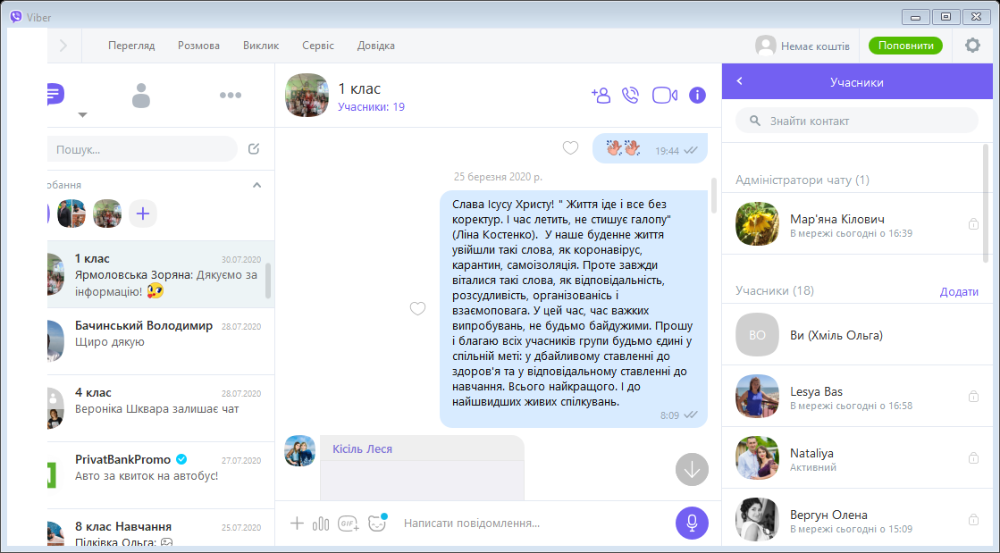 Viber
Перегляд
Розмова
Виклик
Сервіс
Довідка
Немає коштів
Поповнити
Пошук...
обання
1 клас
30.07.2020
Ярмоловська Зоряна: Дякуємо за
інформацію!
Бачинський Володимир
28.07.2020
Щиро дякую
4 клас
28.07.2020
Вероніка Шквара залишає чат
PrivatBankPromo
27.07.2020
Авто за квиток на автобус!
8 клас Навчання
25.07.2020
Підківка Ольга:
1 клас
Учасники: 19
19:44
25 березня 2020 р.
Слава Ісусу Христу! " Життя іде і все без
коректур. І час летить, не стишує галопу"
(Ліна Костенко). У наше буденне життя
увійшли такі слова, як коронавірус,
карантин, самоізоляція. Проте завжди
віталися такі слова, як відповідальність,
розсудливість, організованісь і
взаємоповага. У цей час, час важких
випробувань, не будьмо байдужими. Прошу
і благаю всіх учасників групи будьмо єдині у
спільній меті: у дбайливому ставленні до
здоров'я та у відповідальному ставленні до
навчання. Всього найкращого. І до
найшвидших живих спілкувань.
8:09
Кісіль Леся
GIF
Написати повідомлення...
Учасники
Знайти контакт
Адміністратори чату (1)
Мар'яна Кілович
В мережі сьогодні о 16:39
Учасники (18)
Додати
ВО
Ви (Хміль Ольга)
Lesya Bas
В мережі сьогодні о 16:58
Nataliya
Активний
Вергун Олена
В мережі сьогодні о 15:09